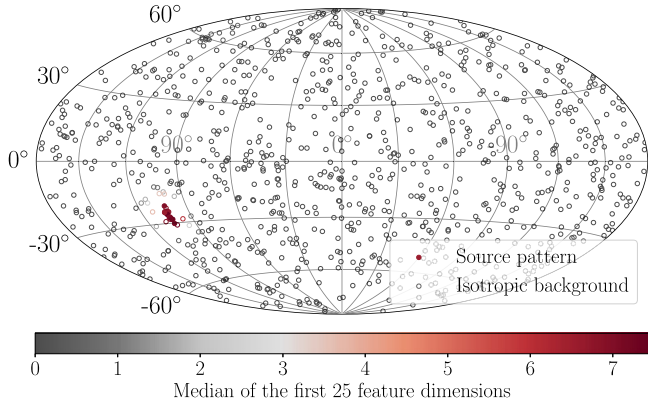 60°
30°
90° 0° 90°
0°
-30°
Source pattern
Isotropic background
-60°
0 1 2 3 4 5 6 7
Median of the first 25 feature dimensions